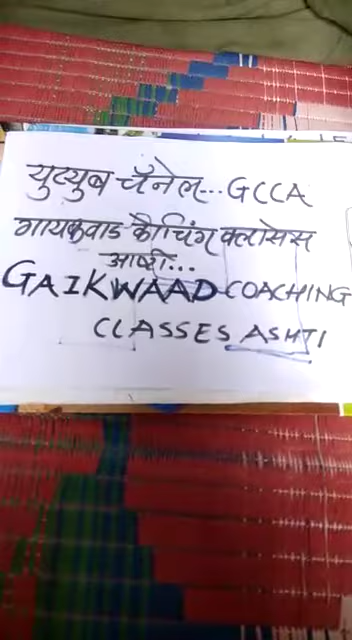 युट्युब चॅनेल... GCCA
गायकवाड कोचिंग क्लासेस
आष्टी...
GAIKWAAD COACHING
CLASSES ASHTI